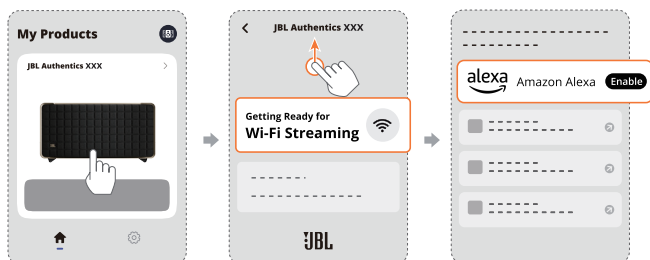 My Products
JBL Authentics XXX
JBL Authentics XXX
Getting Ready for
Wi-Fi Streaming
JBL
alexa Amazon Alexa Enable